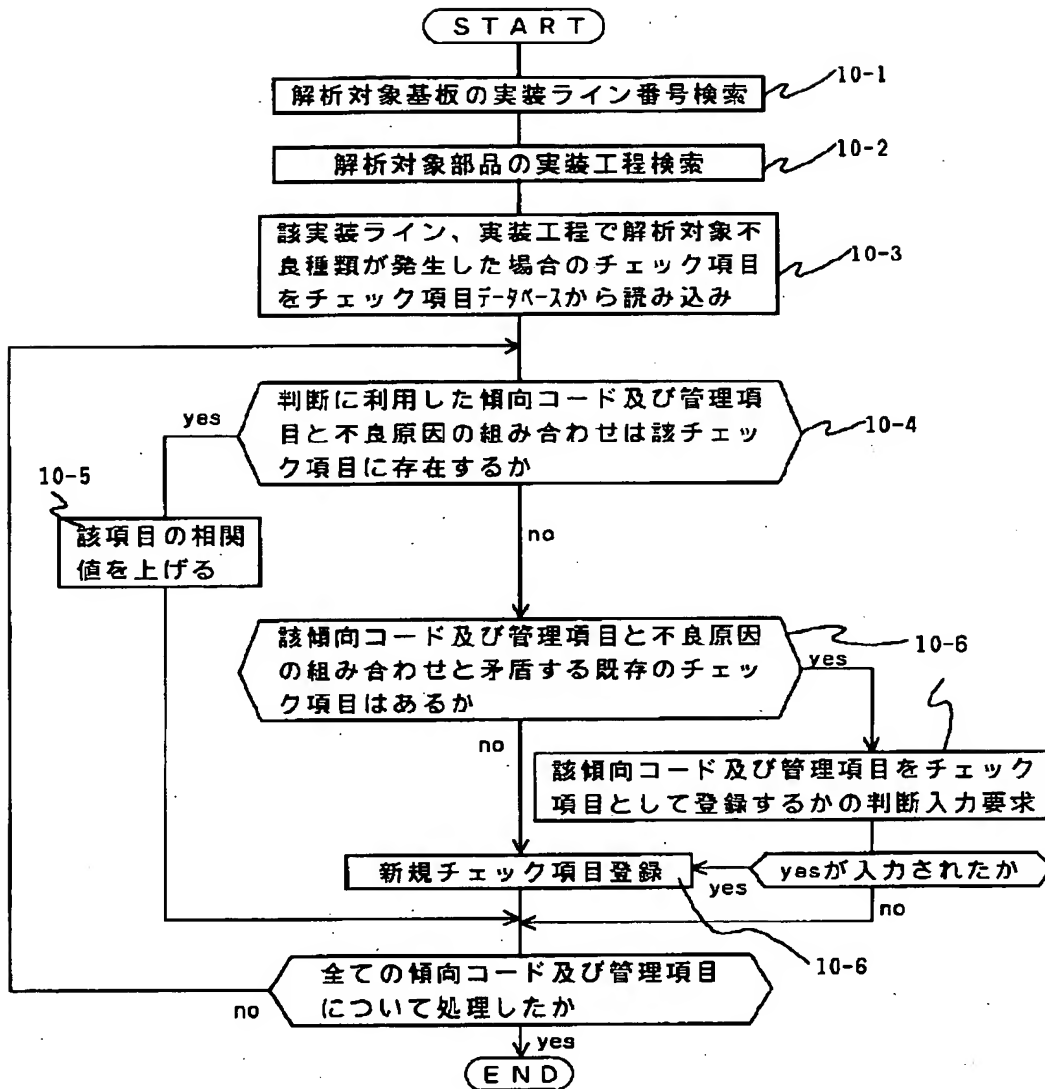 START
解析対象基板の実装ライン番号検索
10-1
解析対象部品の実装工程検索
10-2
該実装ライン、実装工程で解析対象不
良種類が発生した場合のチェック項目
をチェック項目データベースから読み込み
10-3
判断に利用した傾向コード及び管理項
目と不良原因の組み合わせは該チェッ
ク項目に存在するか
yes
10-4
10-5
該項目の相関
値を上げる
no
該傾向コード及び管理項目と不良原因
の組み合わせと矛盾する既存のチェッ
ク項目はあるか
10-6
yes
no
該傾向コード及び管理項目をチェック
項目として登録するかの判断入力要求
新規チェック項目登録
yes
yesが入力されたか
no
10-6
全ての傾向コード及び管理項目
について処理したか
no
yes
END